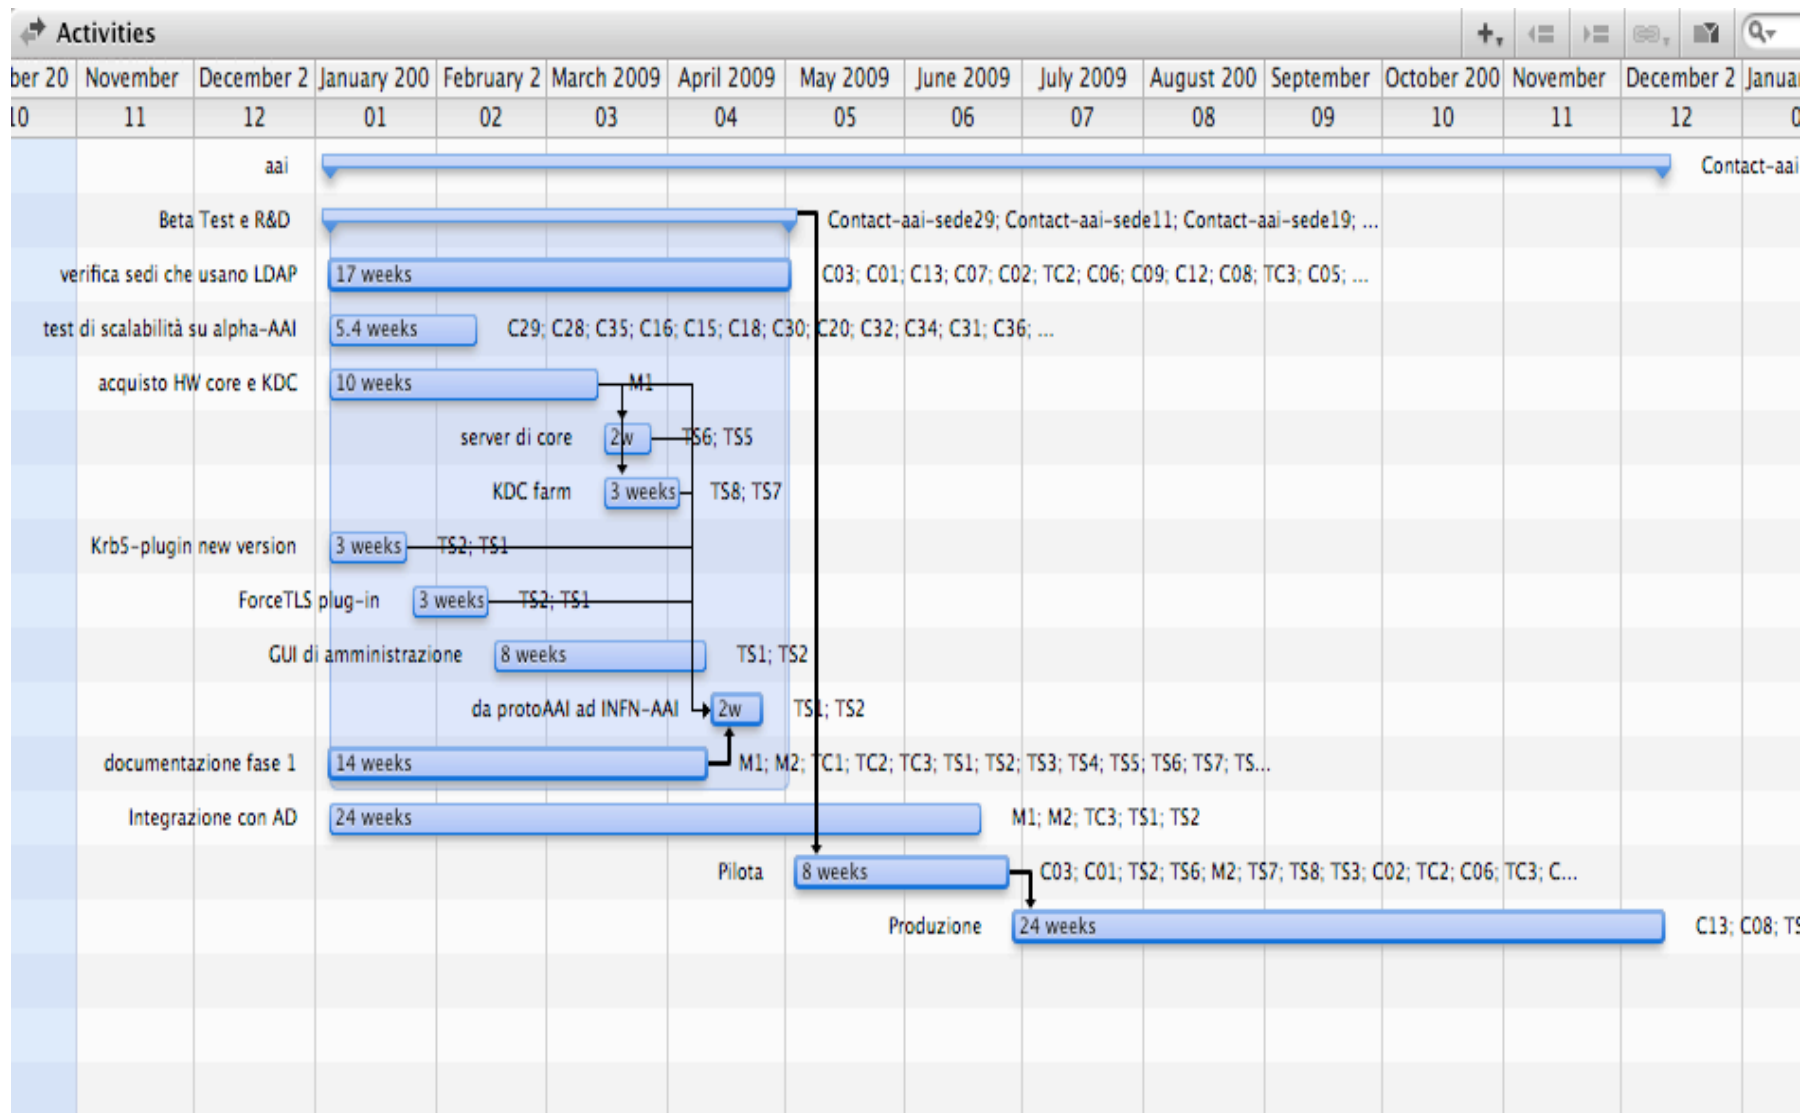 Activities
ber 20 November December 2 January 200 February 2 March 2009 April 2009 May 2009 June 2009 July 2009 August 200 September October 200 November December 2 Januar
10 11 12 01 02 03 04 05 06 07 08 09 10 11 12 0
aai Contact-aai
Beta Test e R&D Contact-aai-sede29; Contact-aai-sede11; Contact-aai-sede19; ...
verifica sedi che usano LDAP 17 weeks C03; C01; C13; C07; C02; TC2; C06; C09; C12; C08; TC3; C05; ...
test di scalabilità su alpha-AAI 5.4 weeks C29; C28; C35; C16; C15; C18; C30; C20; C32; C34; C31; C36; ...
acquisto HW core e KDC 10 weeks M1
server di core 2w TS6; TS5
KDC farm 3 weeks TS8; TS7
Krb5-plugin new version 3 weeks TS2; TS1
ForceTLS plug-in 3 weeks TS2; TS1
GUI di amministrazione 8 weeks TS1; TS2
da protoAAI ad INFN-AAI 2w TS1; TS2
documentazione fase 1 14 weeks M1; M2; TC1; TC2; TC3; TS1; TS2; TS3; TS4; TS5; TS6; TS7; TS...
Integrazione con AD 24 weeks M1; M2; TC3; TS1; TS2
Pilota 8 weeks C03; C01; TS2; TS6; M2; TS7; TS8; TS3; C02; TC2; C06; TC3; C...
Produzione 24 weeks C13; C08; TS